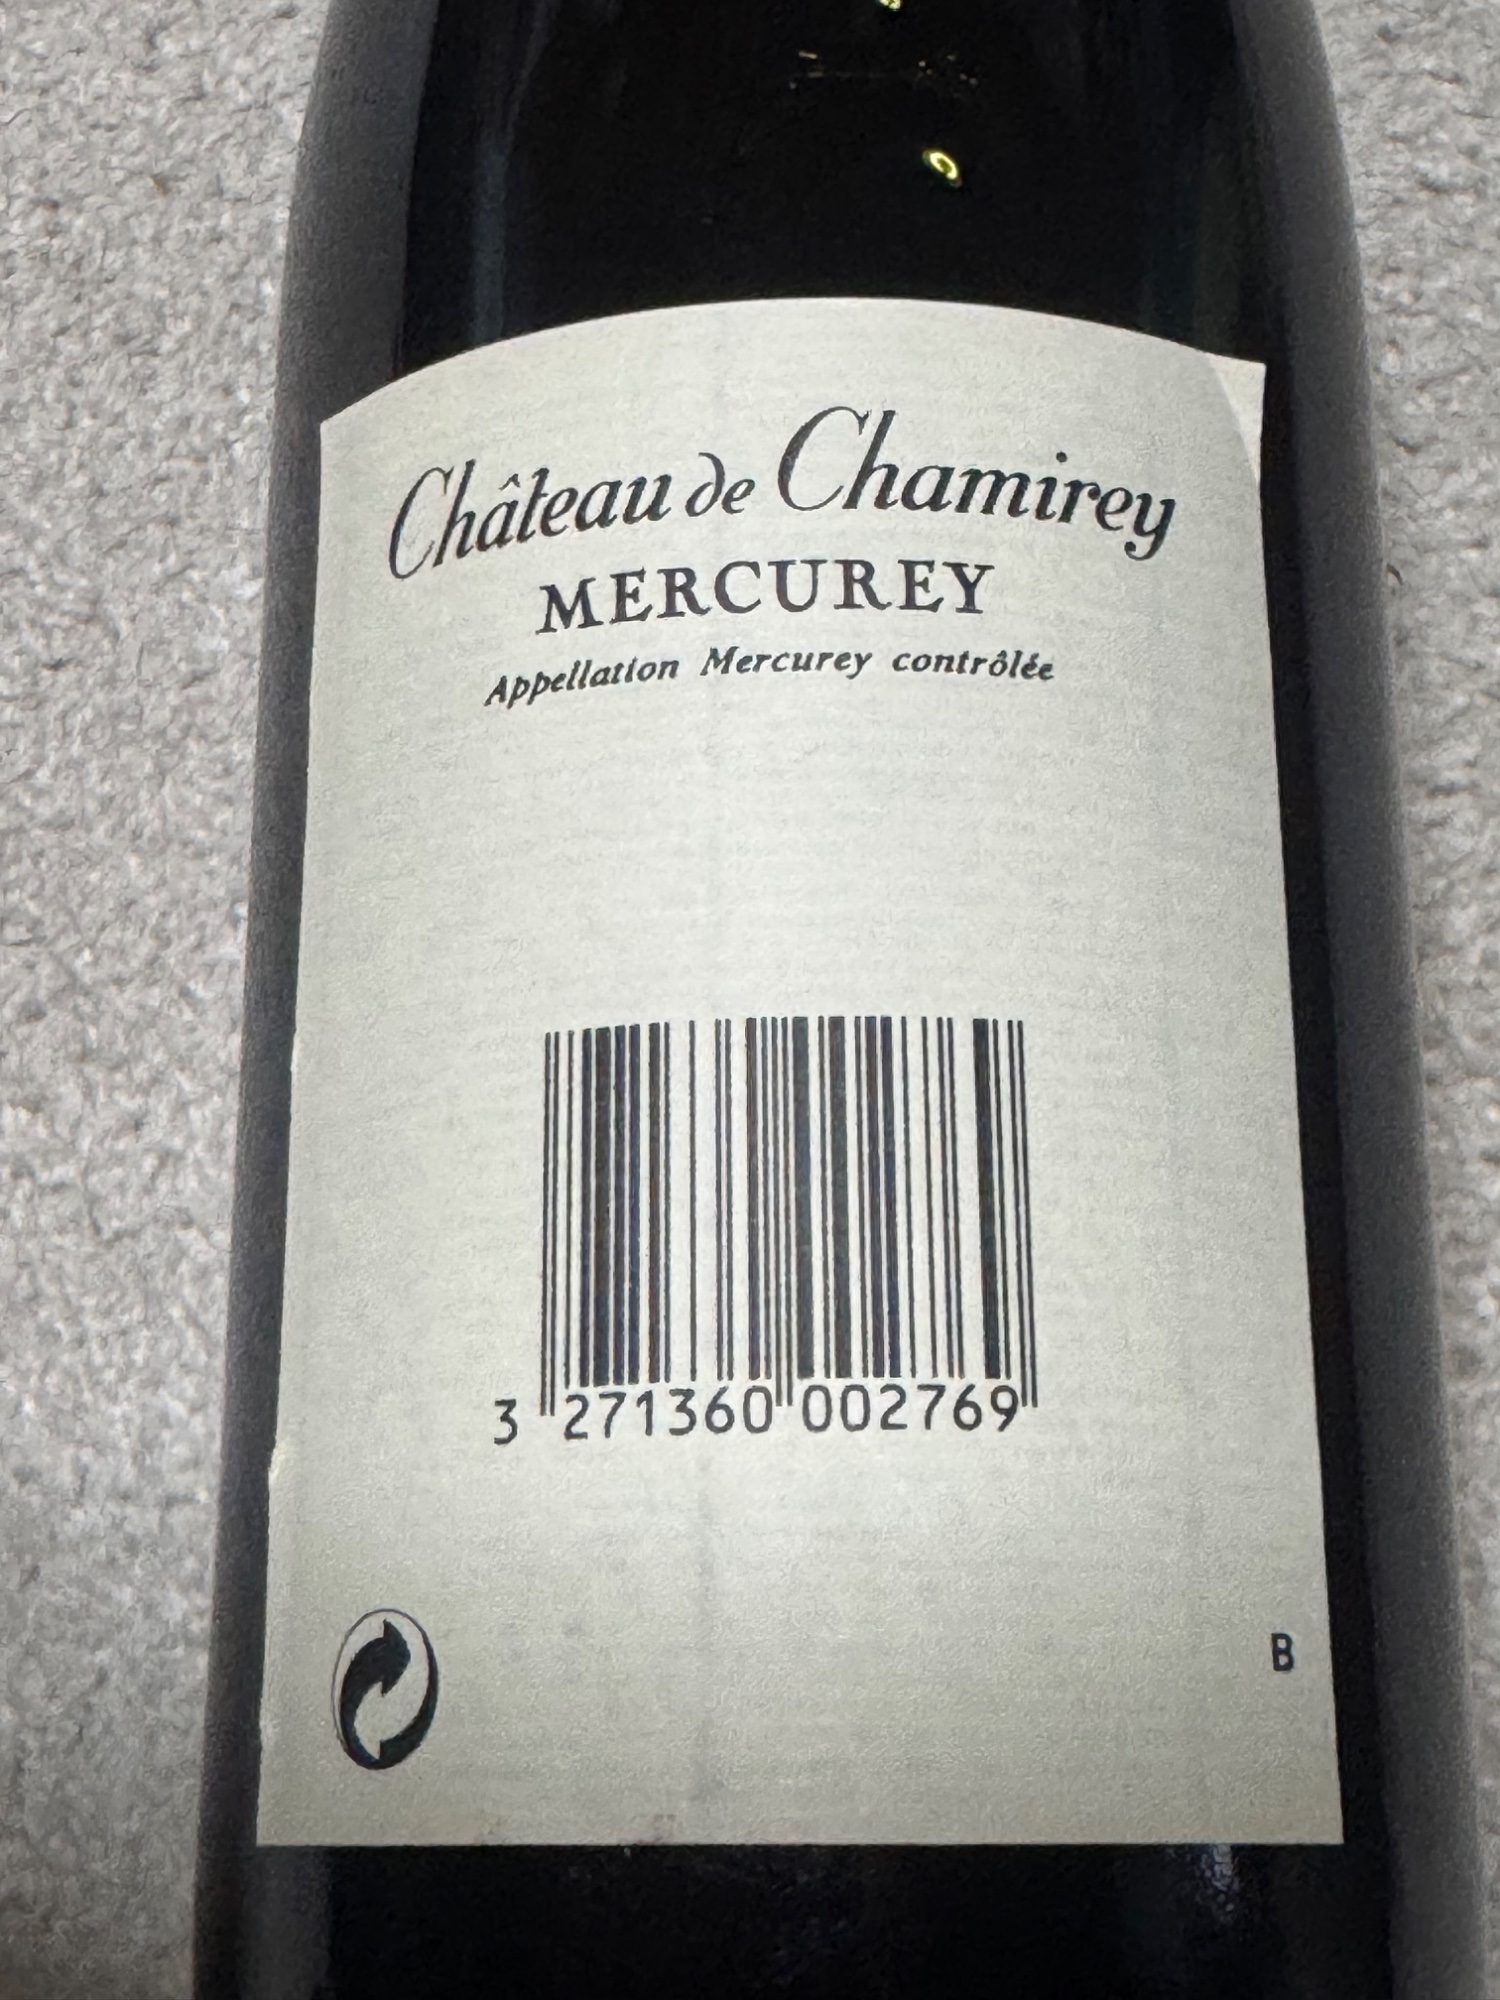 Château de Chamirey
MERCUREY
Appellation Mercurey contrôlée
3 271360 002769
B